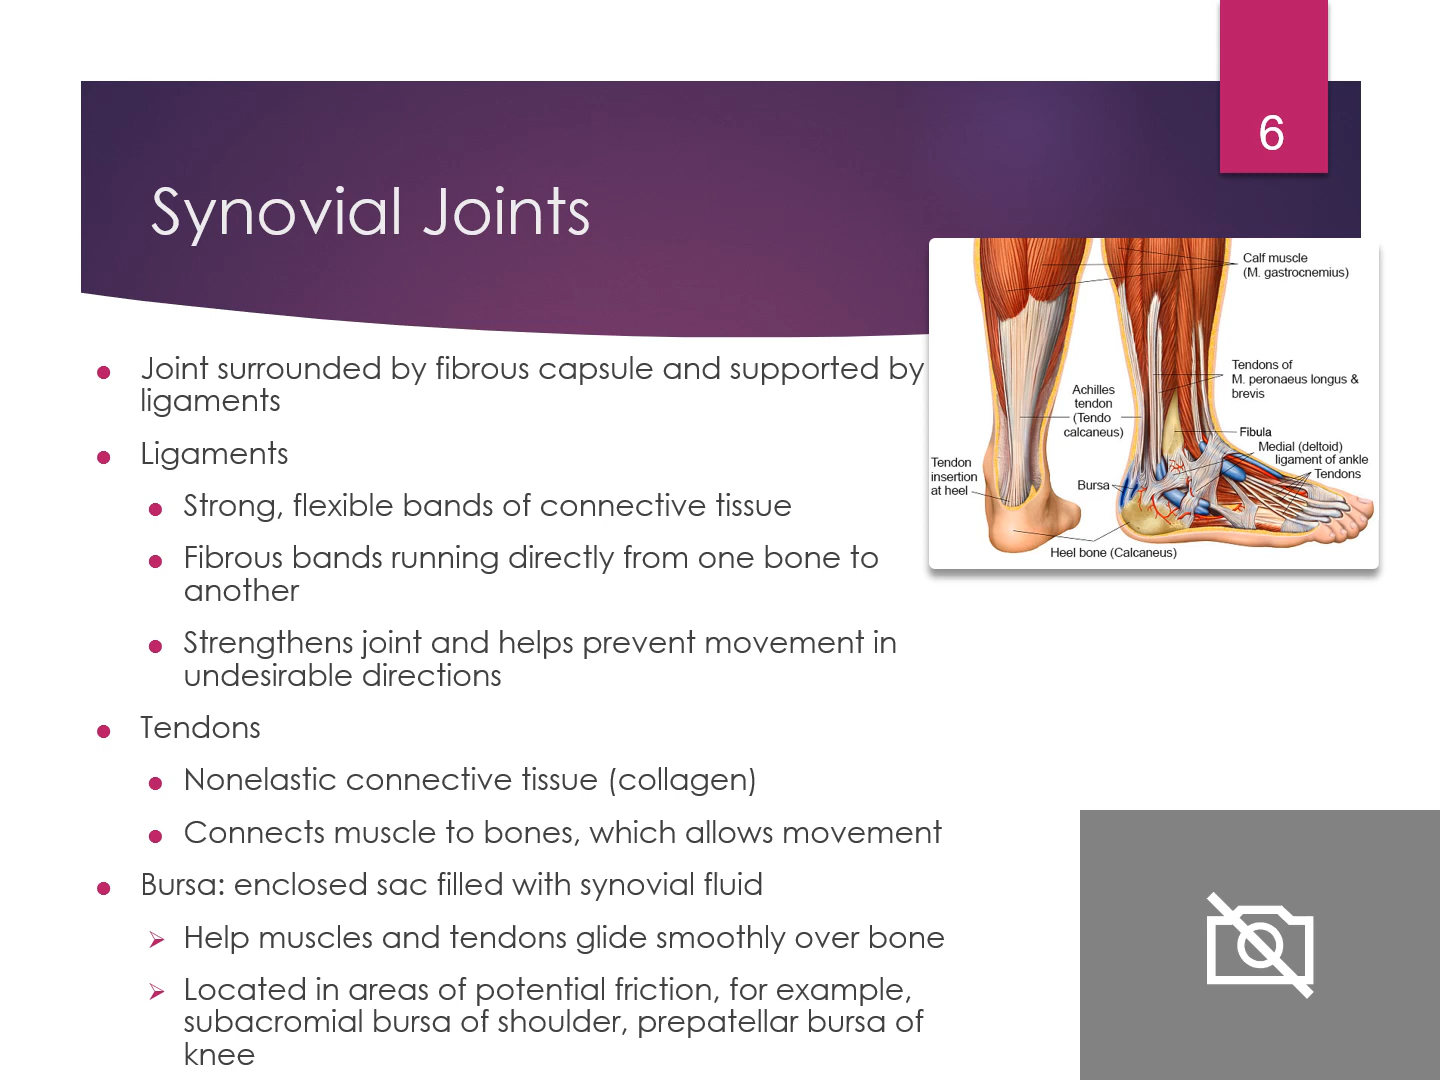 6
Synovial Joints
Joint surrounded by fibrous capsule and supported by
ligaments
Ligaments
Strong, flexible bands of connective tissue
Fibrous bands running directly from one bone to
another
Strengthens joint and helps prevent movement in
undesirable directions
Tendons
Nonelastic connective tissue (collagen)
Connects muscle to bones, which allows movement
Bursa: enclosed sac filled with synovial fluid
Help muscles and tendons glide smoothly over bone
Located in areas of potential friction, for example,
subacromial bursa of shoulder, prepatellar bursa of
knee
Calf muscle
(M. gastrocnemius)
Tendons of
M. peronaeus longus &
brevis
Achilles
tendon
(Tendo
calcaneus)
Fibula
Medial (deltoid)
ligament of ankle
Tendons
Tendon
insertion
at heel
Bursa
Heel bone (Calcaneus)